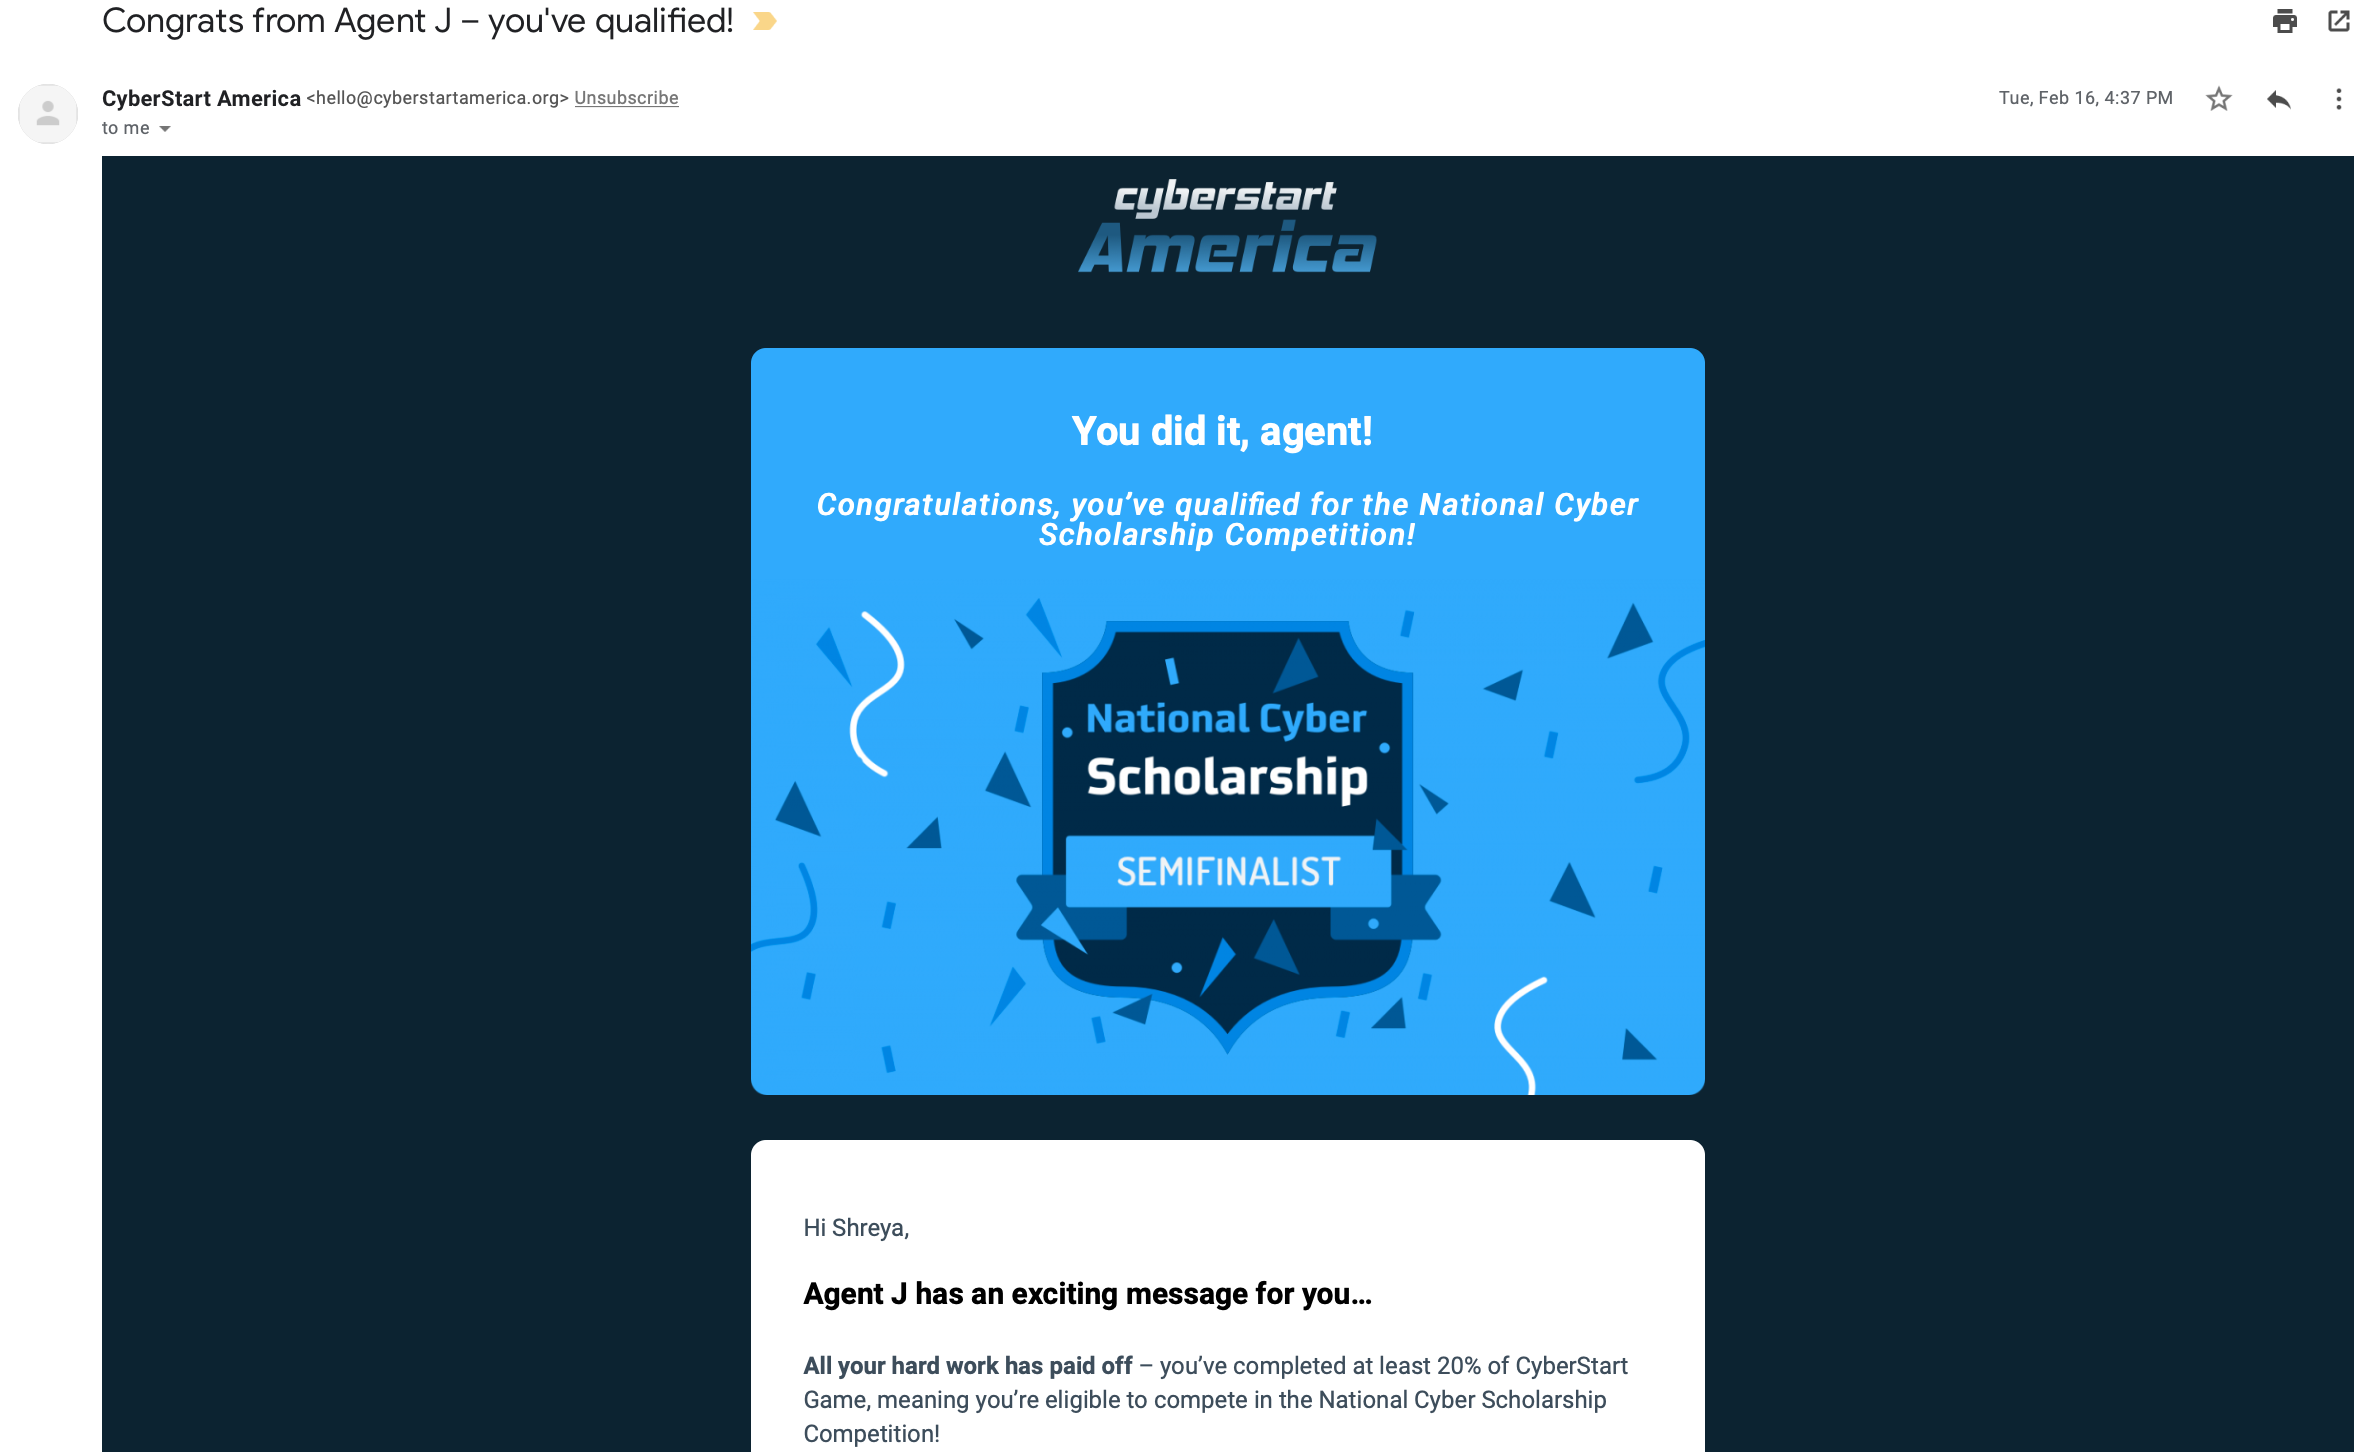 Congrats from Agent J – you've qualified!
CyberStart America <hello@cyberstartamerica.org> Unsubscribe
Tue, Feb 16, 4:37 PM
to me
cyberstart
America
You did it, agent!
Congratulations, you’ve qualified for the National Cyber
Scholarship Competition!
National Cyber
Scholarship
SEMIFINALIST
Hi Shreya,
Agent J has an exciting message for you…
All your hard work has paid off – you’ve completed at least 20% of CyberStart
Game, meaning you’re eligible to compete in the National Cyber Scholarship
Competition!